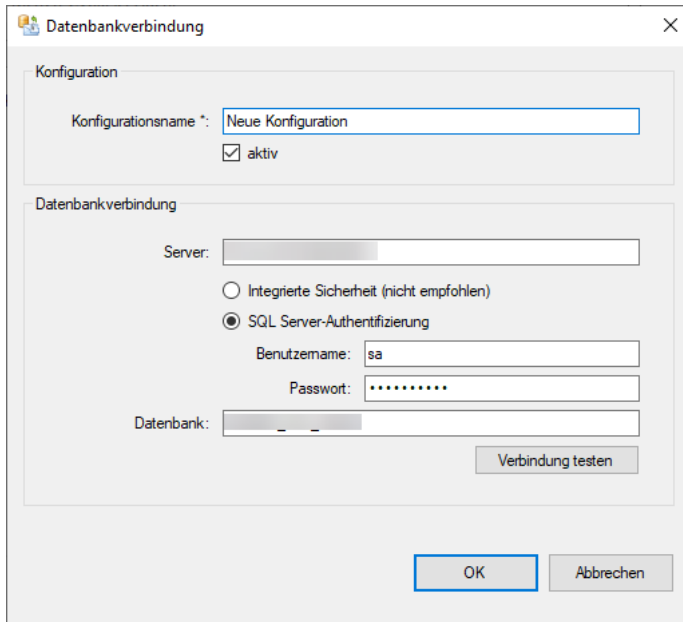 Datenbankverbindung
Konfiguration
Konfigurationsname *: Neue Konfiguration
aktiv
Datenbankverbindung
Server:
Integrierte Sicherheit (nicht empfohlen)
SQL Server-Authentifizierung
Benutzername: sa
Passwort: ••••••••••
Datenbank:
Verbindung testen
OK Abbrechen